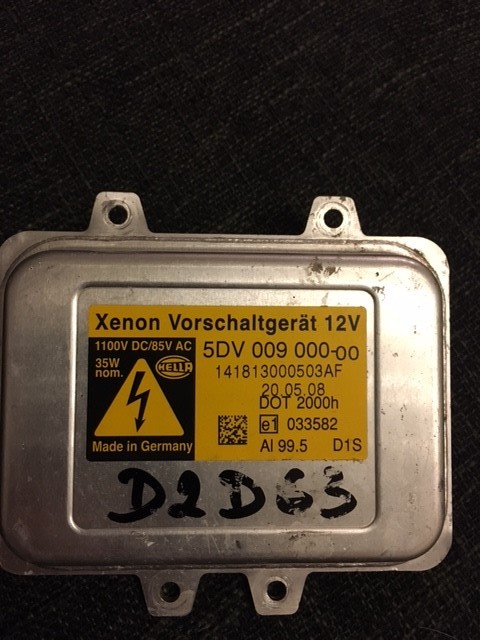 Xenon Vorschaltgerät 12V
1100V DC/85V AC
35W
nom.
HELLA
Made in Germany
5DV 009 000-00
141813000503AF
20.05.08
DOT 2000h
e1 033582
Al 99.5 D1S
D2D63